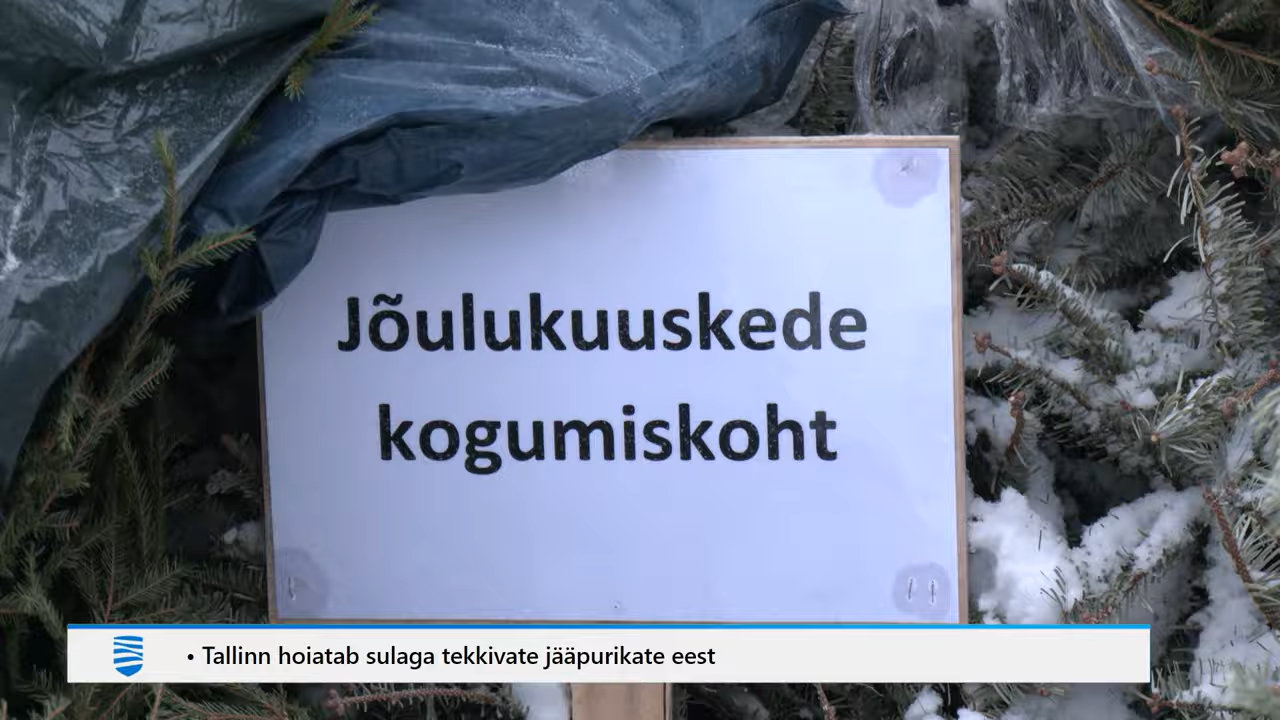 Jõulukuuskede
kogumiskoht
• Tallinn hoiatab sulaga tekkivate jääpurikate eest